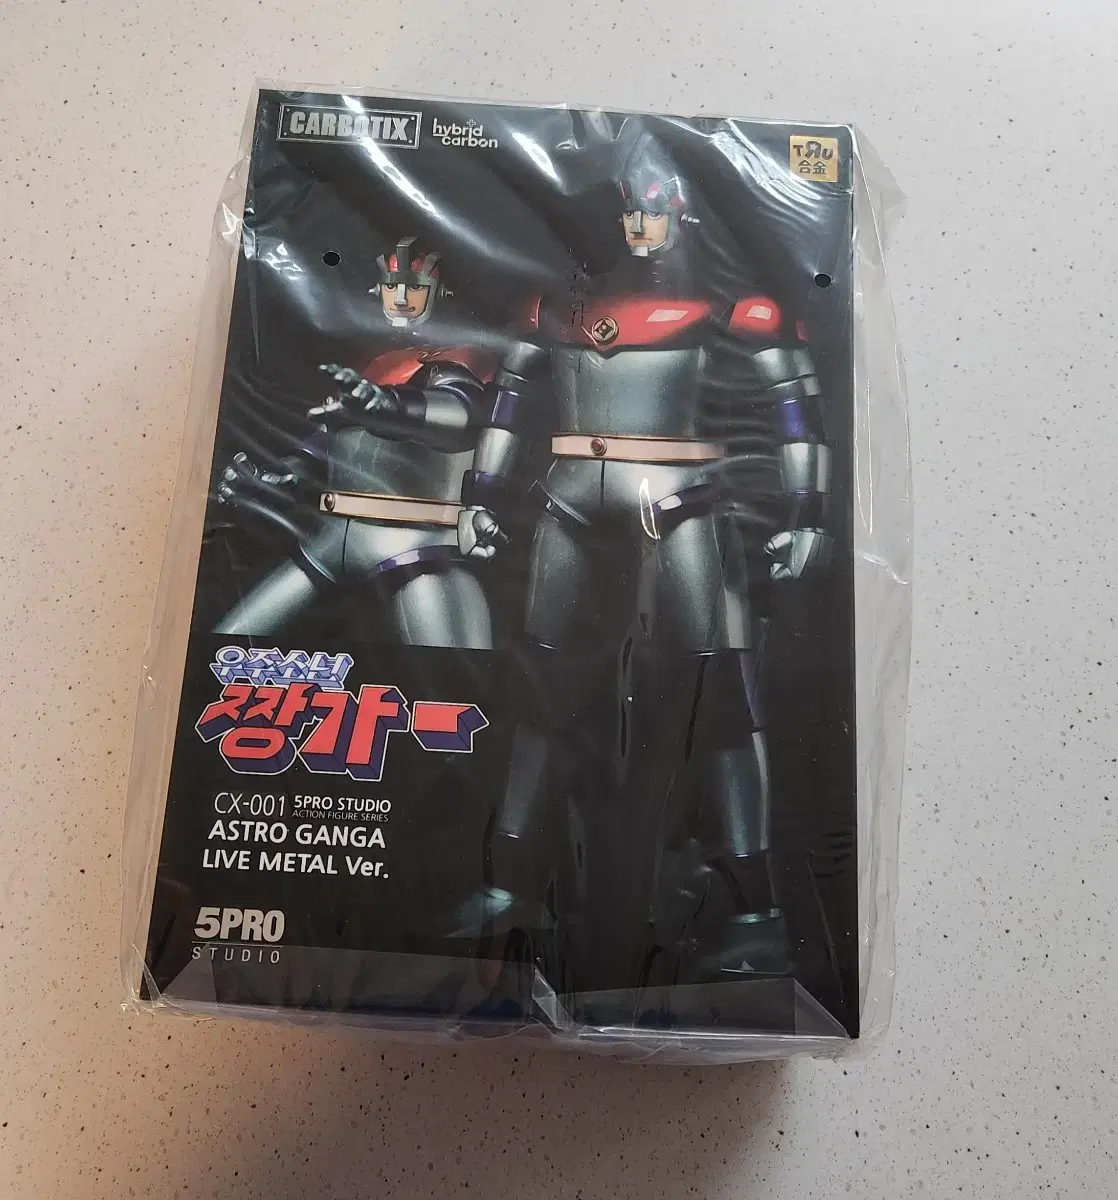 CARBOTIX
hybrid
carbon
TRU
合金
우주소년
짱가ー
CX-001 5PRO STUDIO
ACTION FIGURE SERIES
ASTRO GANGA
LIVE METAL Ver.
5PRO
STUDIO